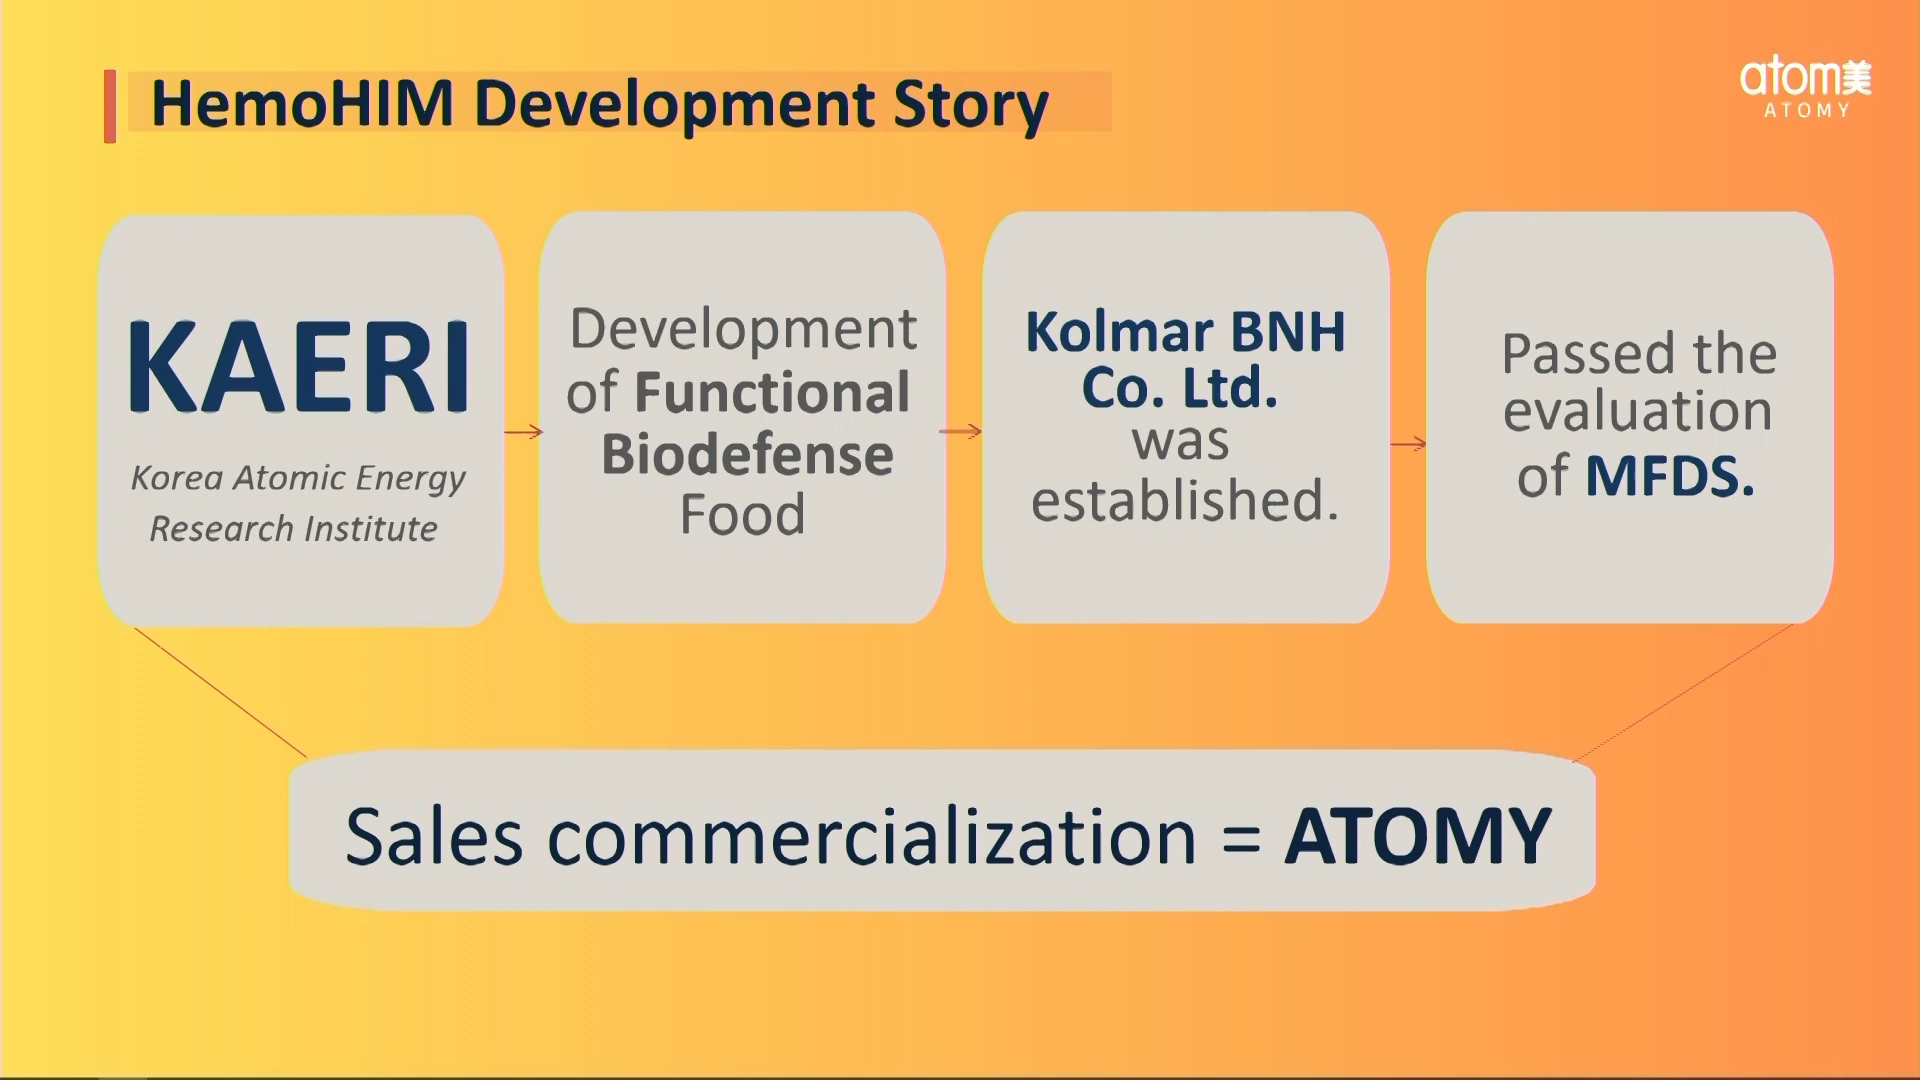 HemoHIM Development Story
atom美
ATOMY
KAERI
Korea Atomic Energy
Research Institute
Development
of Functional
Biodefense
Food
Kolmar BNH
Co. Ltd.
was
established.
Passed the
evaluation
of MFDS.
Sales commercialization = ATOMY